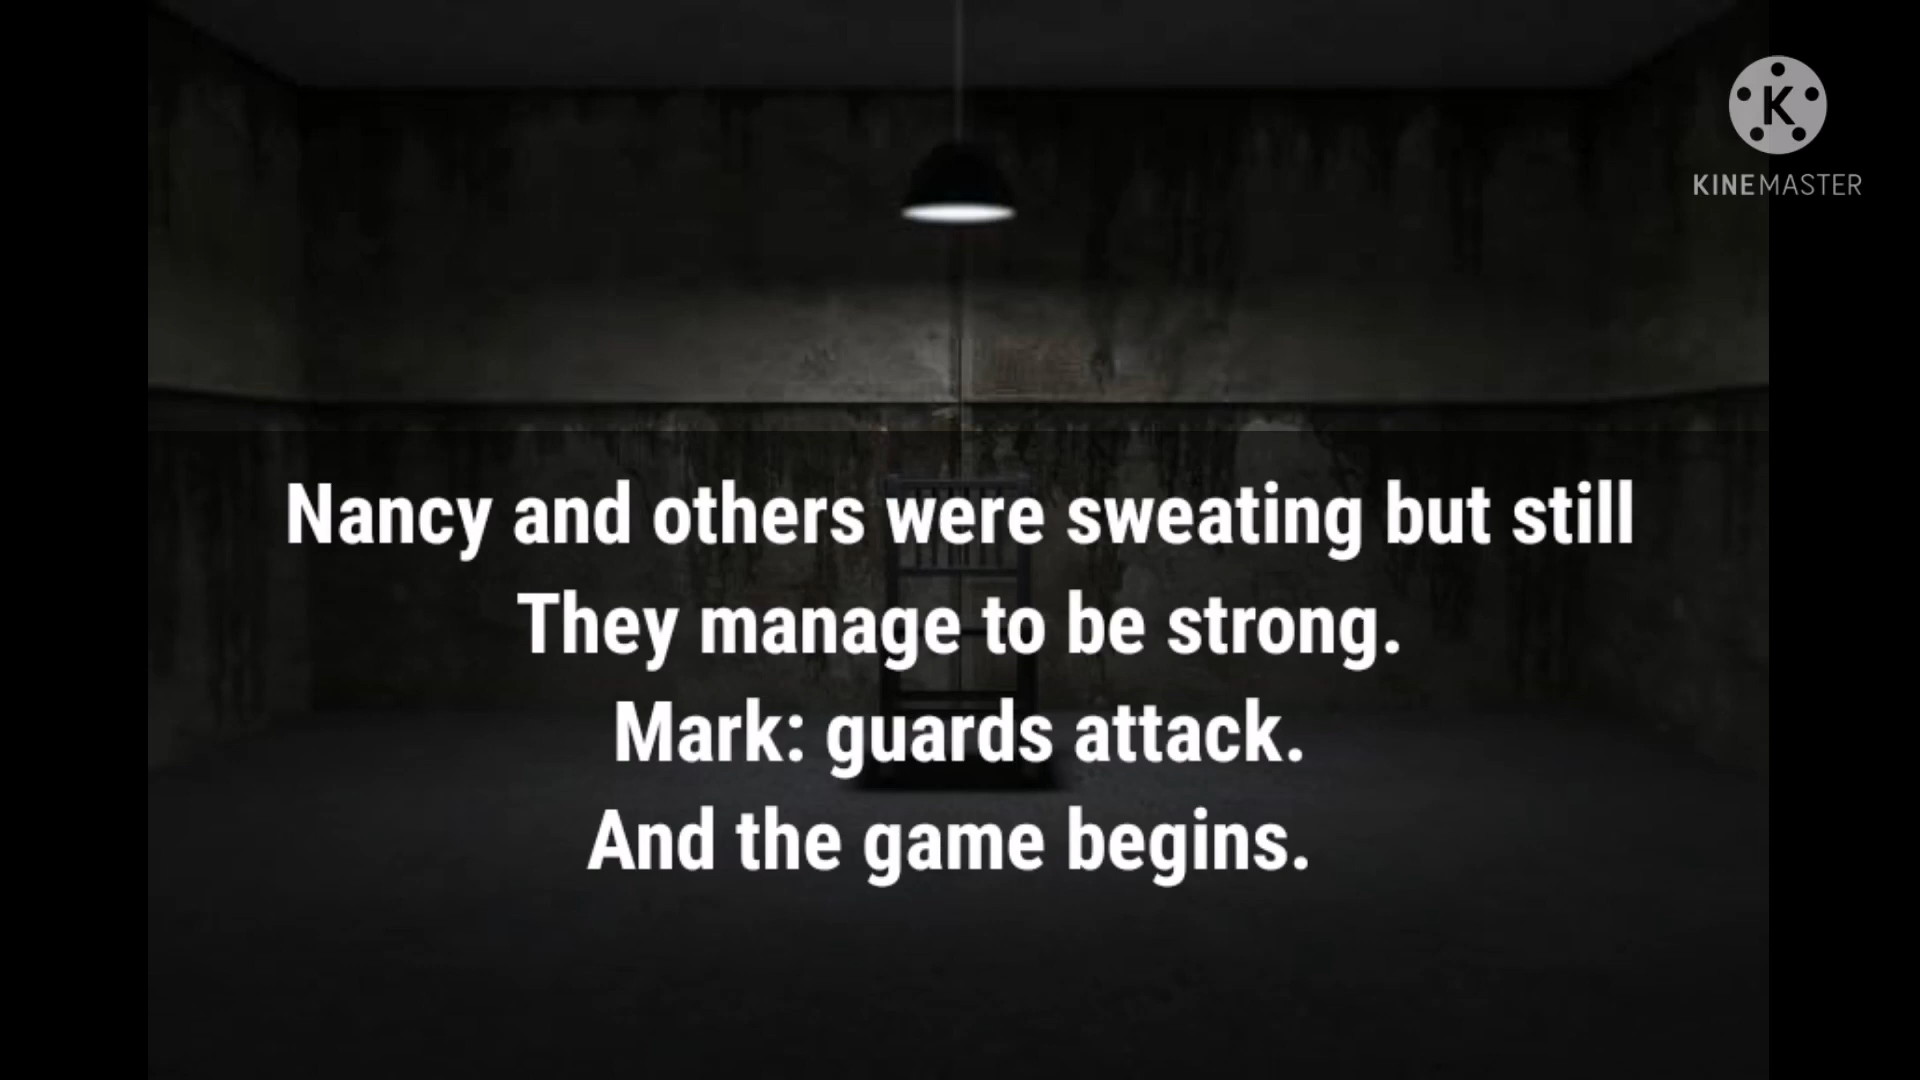 K
KINEMASTER
Nancy and others were sweating but still
They manage to be strong.
Mark: guards attack.
And the game begins.